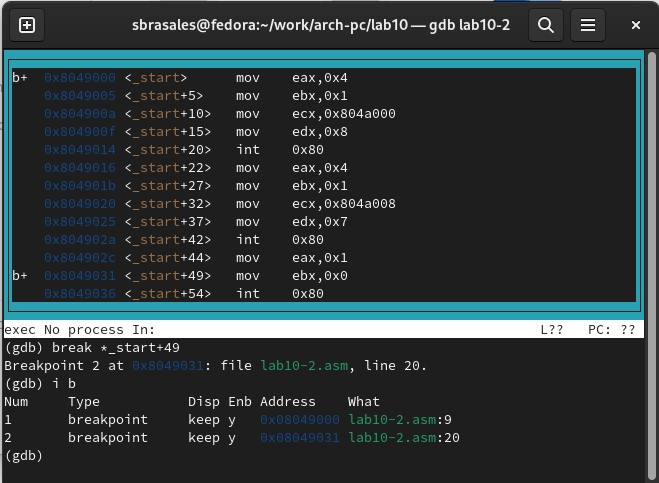 sbrasales@fedora:~/work/arch-pc/lab10 — gdb lab10-2
b+ 0x8049000 <_start> mov eax,0x4
0x8049005 <_start+5> mov ebx,0x1
0x804900a <_start+10> mov ecx,0x804a000
0x804900f <_start+15> mov edx,0x8
0x8049014 <_start+20> int 0x80
0x8049016 <_start+22> mov eax,0x4
0x804901b <_start+27> mov ebx,0x1
0x8049020 <_start+32> mov ecx,0x804a008
0x8049025 <_start+37> mov edx,0x7
0x804902a <_start+42> int 0x80
0x804902c <_start+44> mov eax,0x1
b+ 0x8049031 <_start+49> mov ebx,0x0
0x8049036 <_start+54> int 0x80
exec No process In: L?? PC: ??
(gdb) break *_start+49
Breakpoint 2 at 0x8049031: file lab10-2.asm, line 20.
(gdb) i b
Num Type Disp Enb Address What
1 breakpoint keep y 0x08049000 lab10-2.asm:9
2 breakpoint keep y 0x08049031 lab10-2.asm:20
(gdb)